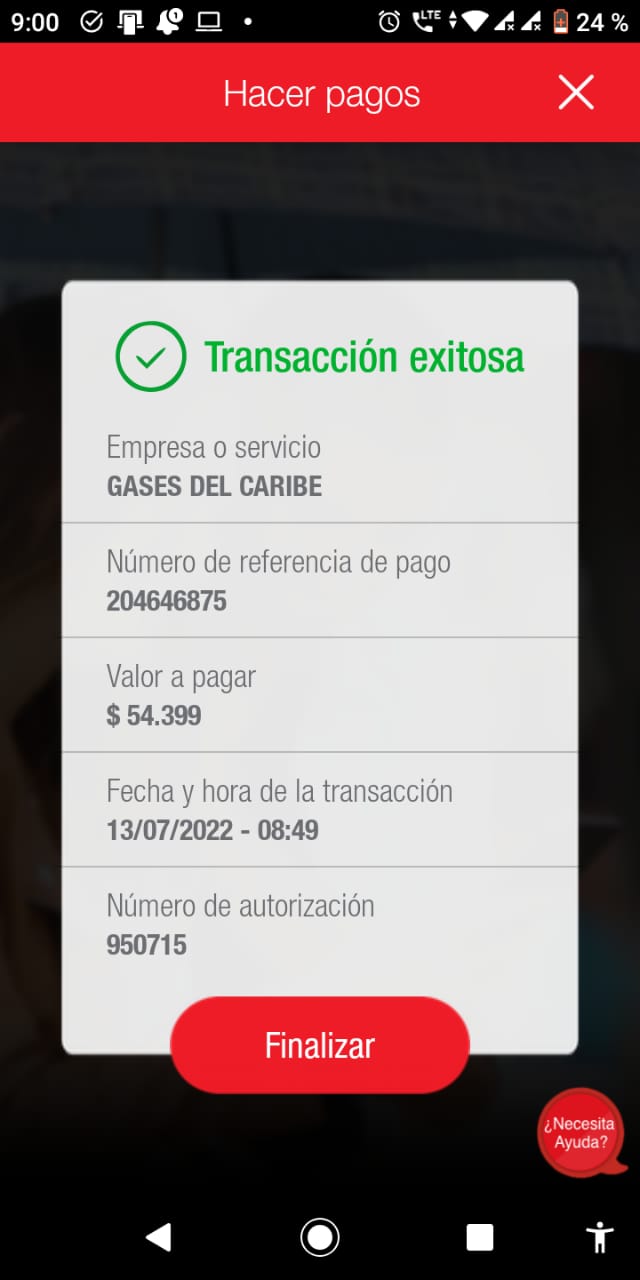 9:00
1
LTE
24 %
Hacer pagos
Transacción exitosa
Empresa o servicio
GASES DEL CARIBE
Número de referencia de pago
204646875
Valor a pagar
$ 54.399
Fecha y hora de la transacción
13/07/2022 - 08:49
Número de autorización
950715
Finalizar
¿Necesita
Ayuda?